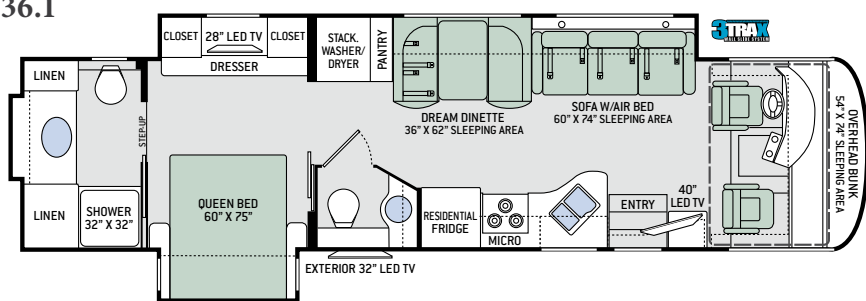 36.1
CLOSET
28" LED TV
CLOSET
DRESSER
STACK.
WASHER/
DRYER
PANTRY
3TRAX
LINEN
STEP-UP
LINEN
SHOWER
32" X 32"
QUEEN BED
60" X 75"
DREAM DINETTE
36" X 62" SLEEPING AREA
SOFA W/AIR BED
60" X 74" SLEEPING AREA
OVERHEAD BUNK
54" X 74" SLEEPING AREA
RESIDENTIAL
FRIDGE
MICRO
ENTRY
40"
LED TV
EXTERIOR 32" LED TV